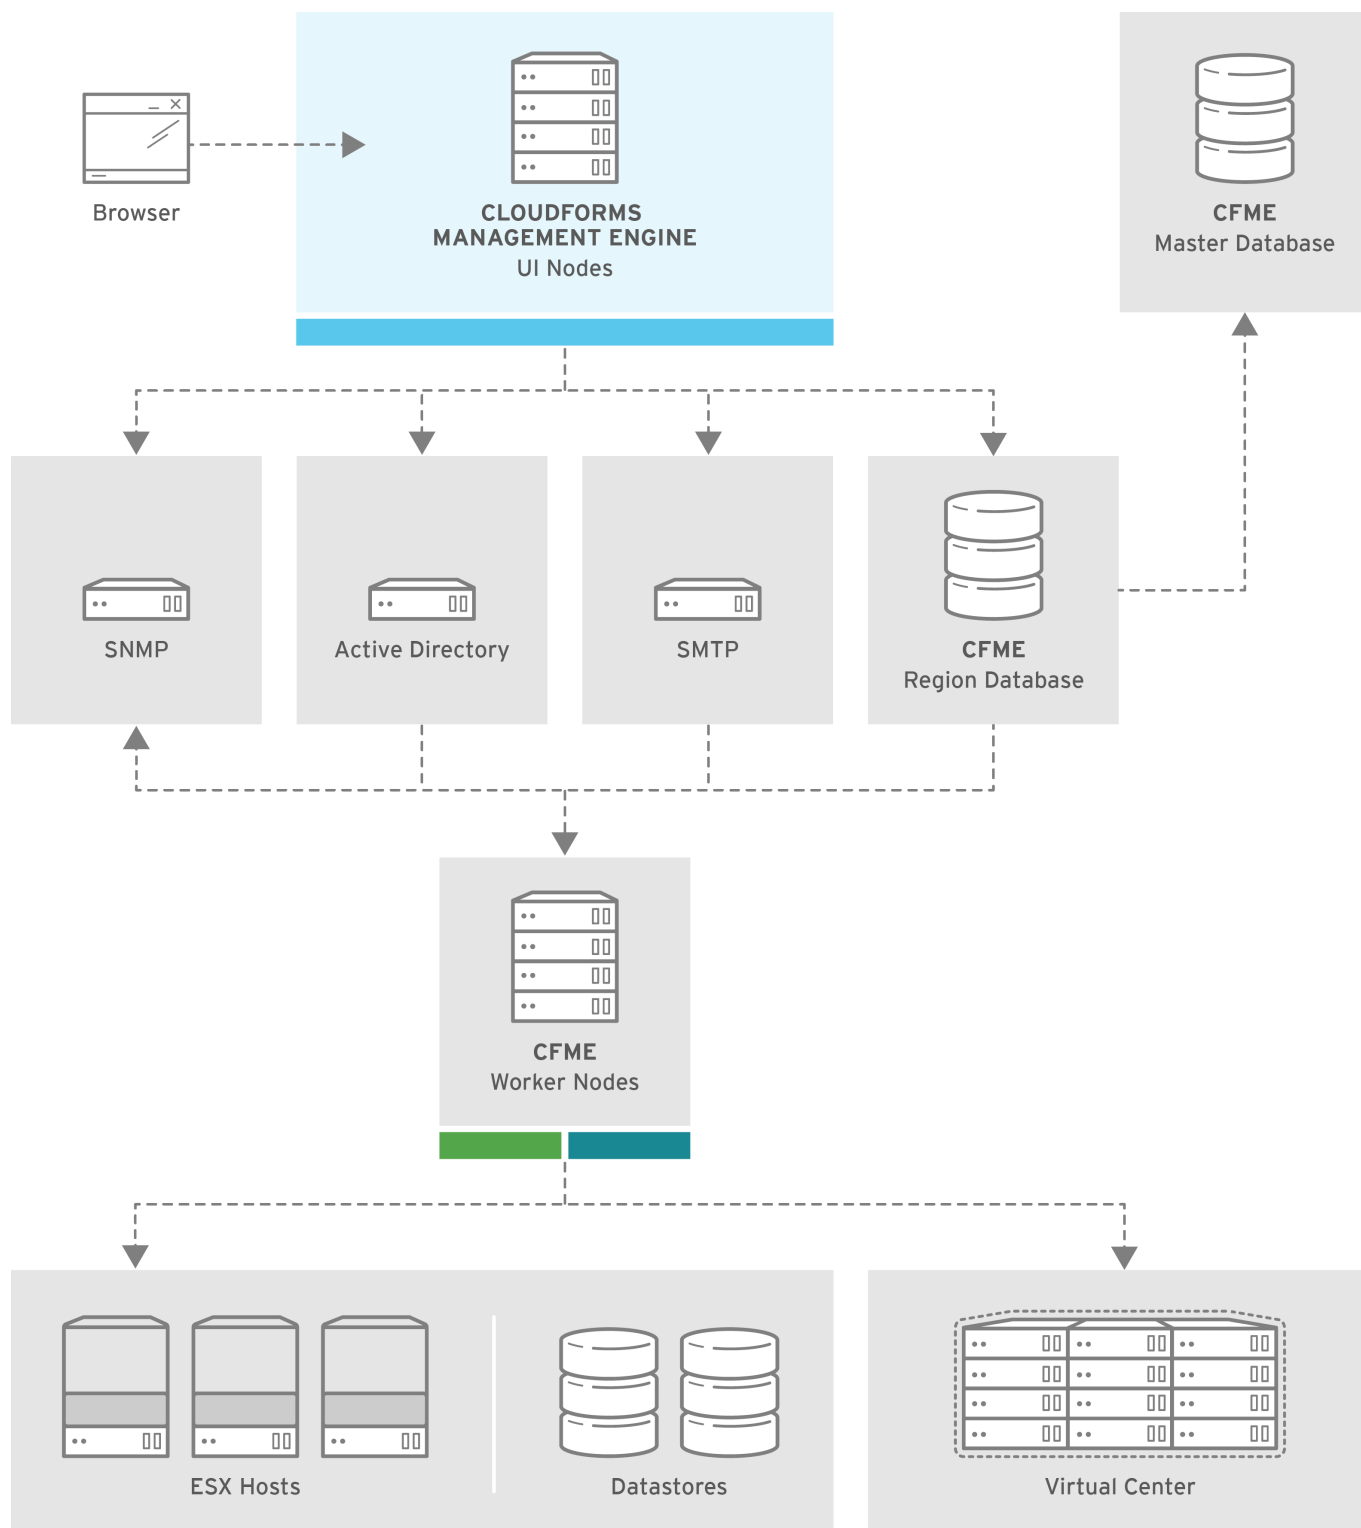 Browser
CLOUDFORMS
MANAGEMENT ENGINE
UI Nodes
CFME
Master Database
SNMP
Active Directory
SMTP
CFME
Region Database
CFME
Worker Nodes
ESX Hosts
Datastores
Virtual Center